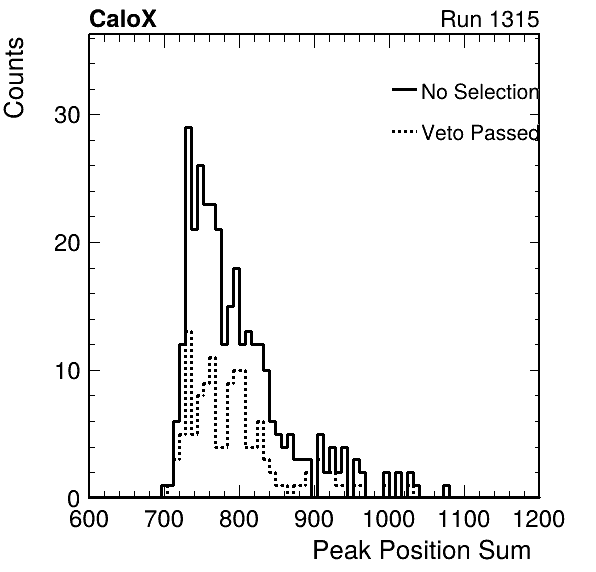 CaloX Run 1315
Counts
No Selection
Veto Passed
30
20
10
0
600 700 800 900 1000 1100 1200
Peak Position Sum